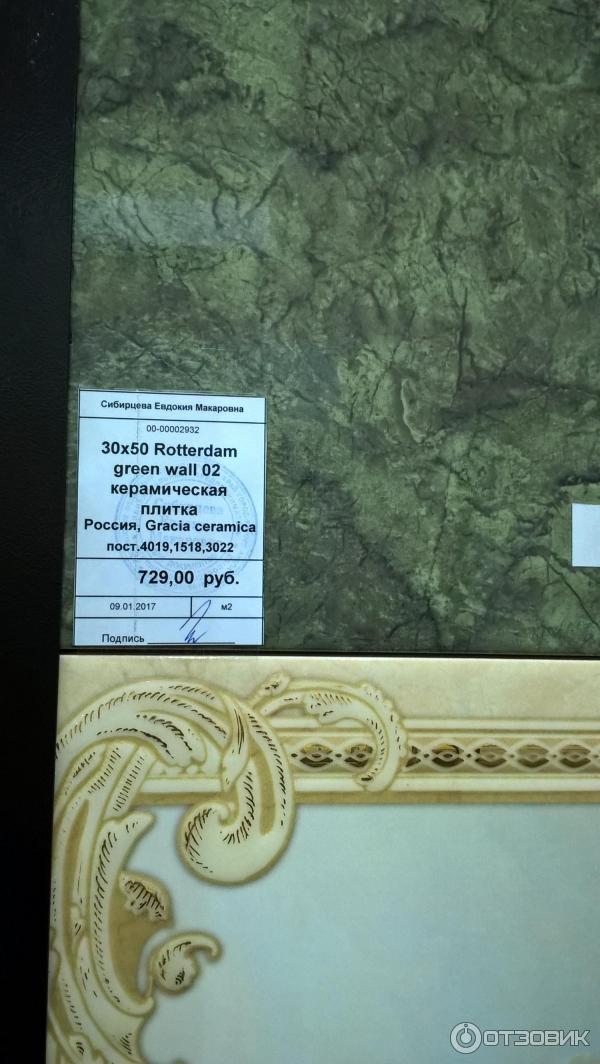 Сибирцева Евдокия Макаровна
00-00002932
30x50 Rotterdam
green wall 02
керамическая
плитка
Россия, Gracia ceramica
пост.4019,1518,3022
729,00 руб.
09.01.2017 м2
Подпись
ОТЗОВИК